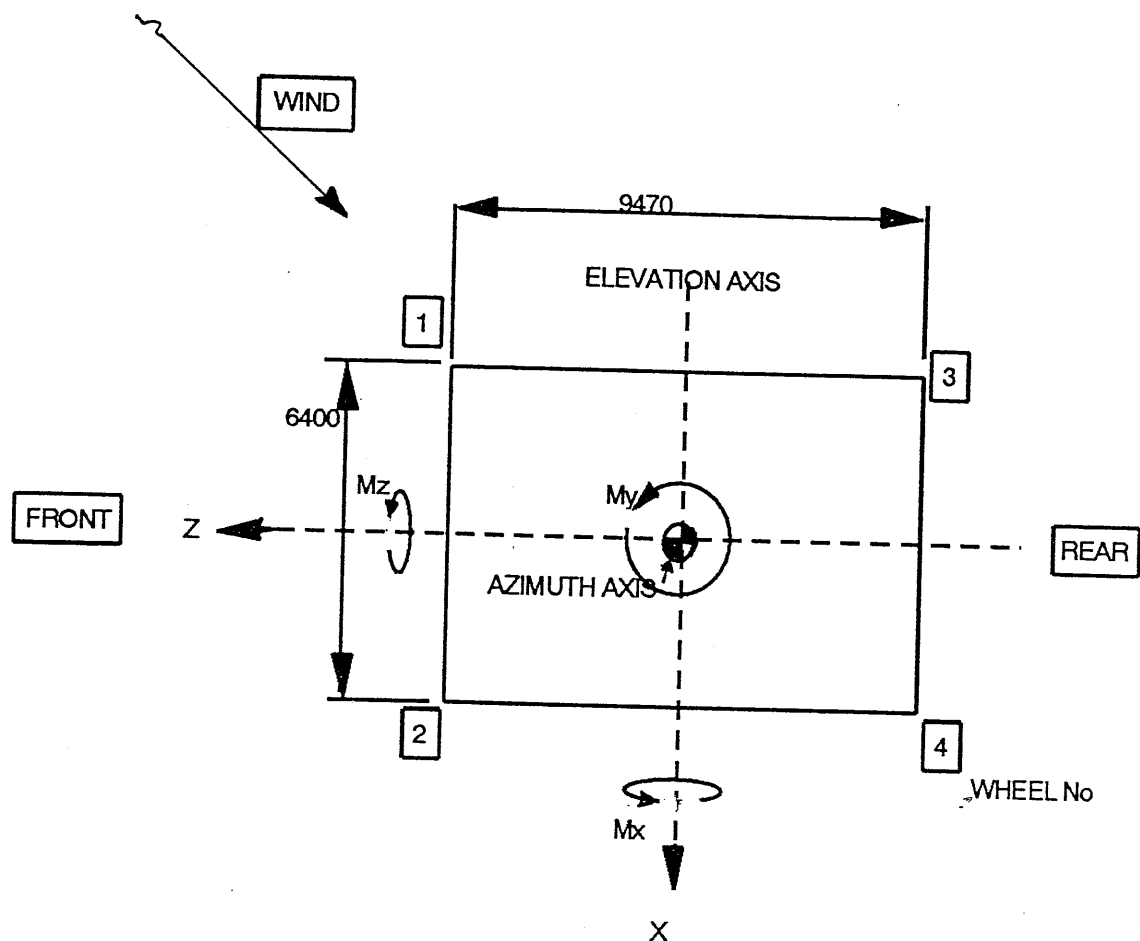 WIND
9470
ELEVATION AXIS
1
3
6400
Mz
My
FRONT
Z
REAR
AZIMUTH AXIS
2
4
WHEEL No
Mx
X